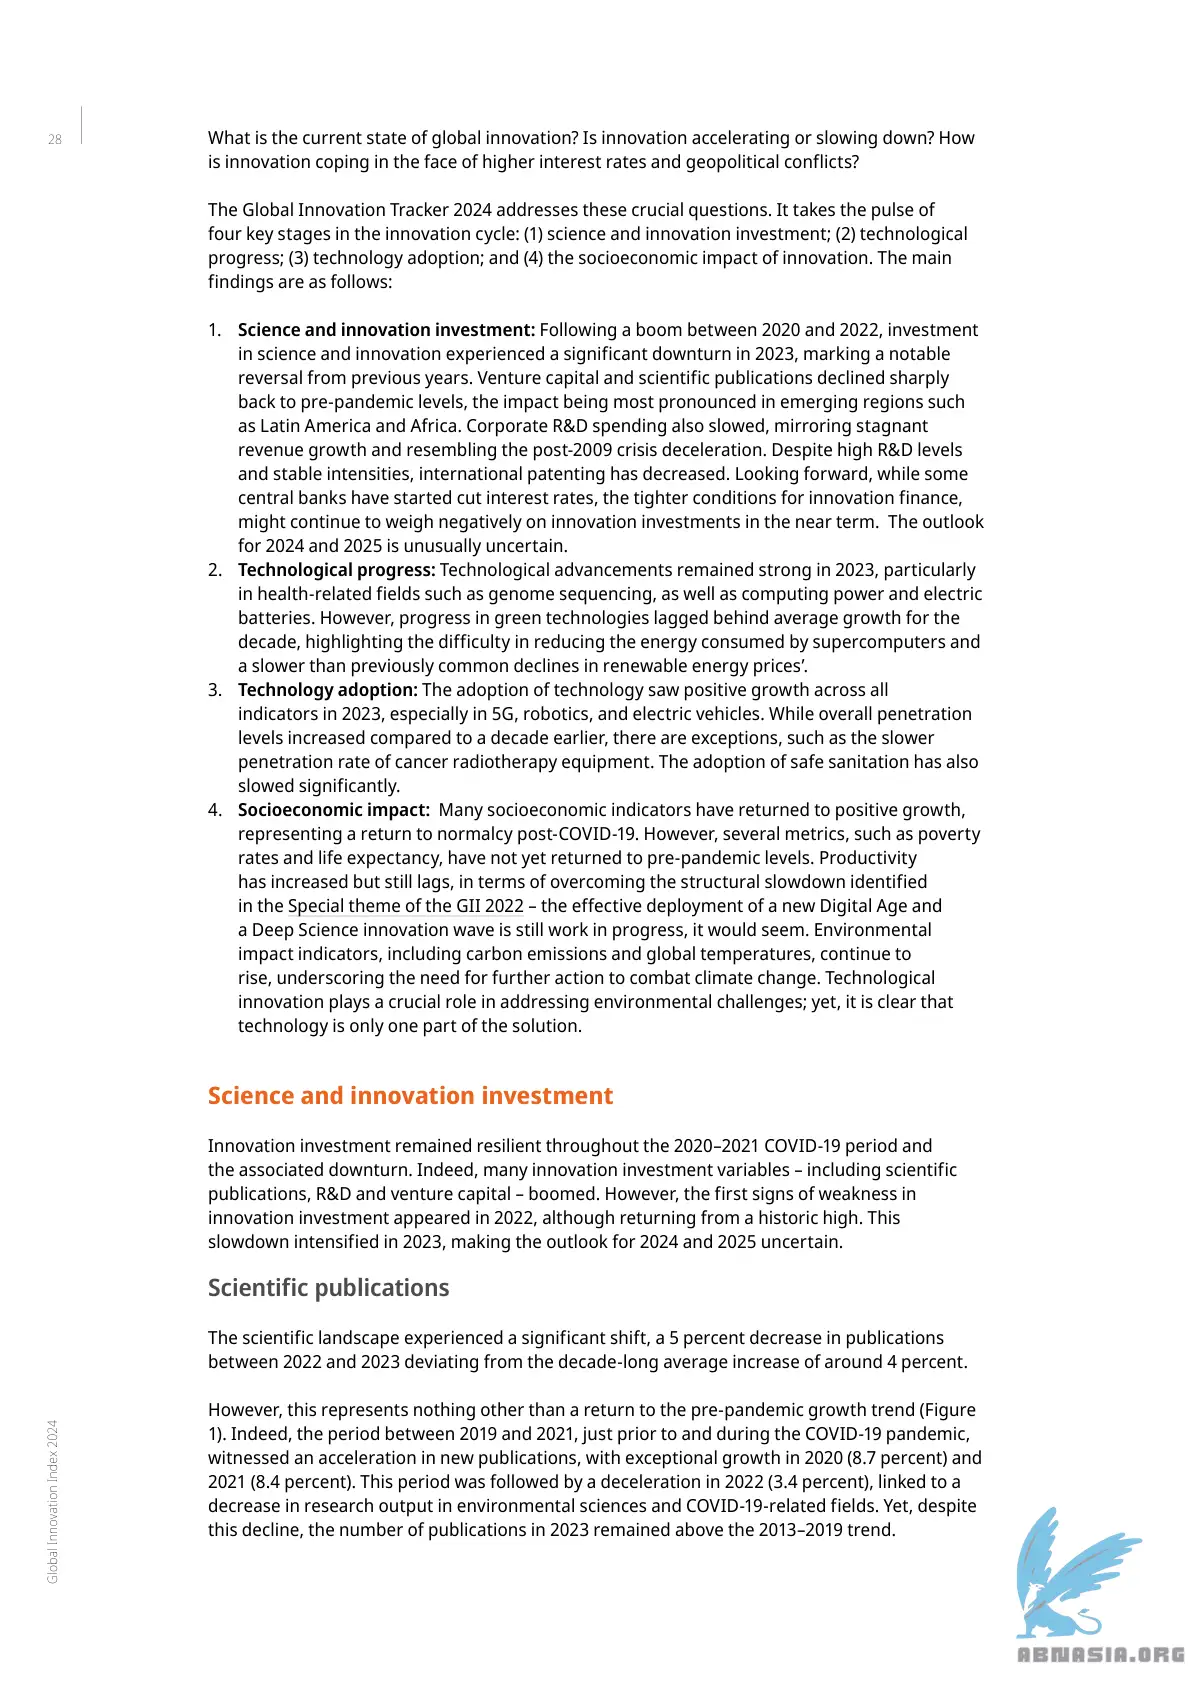 28
What is the current state of global innovation? Is innovation accelerating or slowing down? How
is innovation coping in the face of higher interest rates and geopolitical conflicts?
The Global Innovation Tracker 2024 addresses these crucial questions. It takes the pulse of
four key stages in the innovation cycle: (1) science and innovation investment; (2) technological
progress; (3) technology adoption; and (4) the socioeconomic impact of innovation. The main
findings are as follows:
1. Science and innovation investment: Following a boom between 2020 and 2022, investment
in science and innovation experienced a significant downturn in 2023, marking a notable
reversal from previous years. Venture capital and scientific publications declined sharply
back to pre-pandemic levels, the impact being most pronounced in emerging regions such
as Latin America and Africa. Corporate R&D spending also slowed, mirroring stagnant
revenue growth and resembling the post-2009 crisis deceleration. Despite high R&D levels
and stable intensities, international patenting has decreased. Looking forward, while some
central banks have started cut interest rates, the tighter conditions for innovation finance,
might continue to weigh negatively on innovation investments in the near term.  The outlook
for 2024 and 2025 is unusually uncertain.
2. Technological progress: Technological advancements remained strong in 2023, particularly
in health-related fields such as genome sequencing, as well as computing power and electric
batteries. However, progress in green technologies lagged behind average growth for the
decade, highlighting the difficulty in reducing the energy consumed by supercomputers and
a slower than previously common declines in renewable energy prices’.
3. Technology adoption: The adoption of technology saw positive growth across all
indicators in 2023, especially in 5G, robotics, and electric vehicles. While overall penetration
levels increased compared to a decade earlier, there are exceptions, such as the slower
penetration rate of cancer radiotherapy equipment. The adoption of safe sanitation has also
slowed significantly.
4. Socioeconomic impact:  Many socioeconomic indicators have returned to positive growth,
representing a return to normalcy post-COVID-19. However, several metrics, such as poverty
rates and life expectancy, have not yet returned to pre-pandemic levels. Productivity
has increased but still lags, in terms of overcoming the structural slowdown identified
in the Special theme of the GII 2022 – the effective deployment of a new Digital Age and
a Deep Science innovation wave is still work in progress, it would seem. Environmental
impact indicators, including carbon emissions and global temperatures, continue to
rise, underscoring the need for further action to combat climate change. Technological
innovation plays a crucial role in addressing environmental challenges; yet, it is clear that
technology is only one part of the solution.
Science and innovation investment
Innovation investment remained resilient throughout the 2020–2021 COVID-19 period and
the associated downturn. Indeed, many innovation investment variables – including scientific
publications, R&D and venture capital – boomed. However, the first signs of weakness in
innovation investment appeared in 2022, although returning from a historic high. This
slowdown intensified in 2023, making the outlook for 2024 and 2025 uncertain.
Scientific publications
The scientific landscape experienced a significant shift, a 5 percent decrease in publications
between 2022 and 2023 deviating from the decade-long average increase of around 4 percent.
However, this represents nothing other than a return to the pre-pandemic growth trend (Figure
1). Indeed, the period between 2019 and 2021, just prior to and during the COVID-19 pandemic,
witnessed an acceleration in new publications, with exceptional growth in 2020 (8.7 percent) and
2021 (8.4 percent). This period was followed by a deceleration in 2022 (3.4 percent), linked to a
decrease in research output in environmental sciences and COVID-19-related fields. Yet, despite
this decline, the number of publications in 2023 remained above the 2013–2019 trend.
Global Innovation Index 2024
ABNASIA.ORG